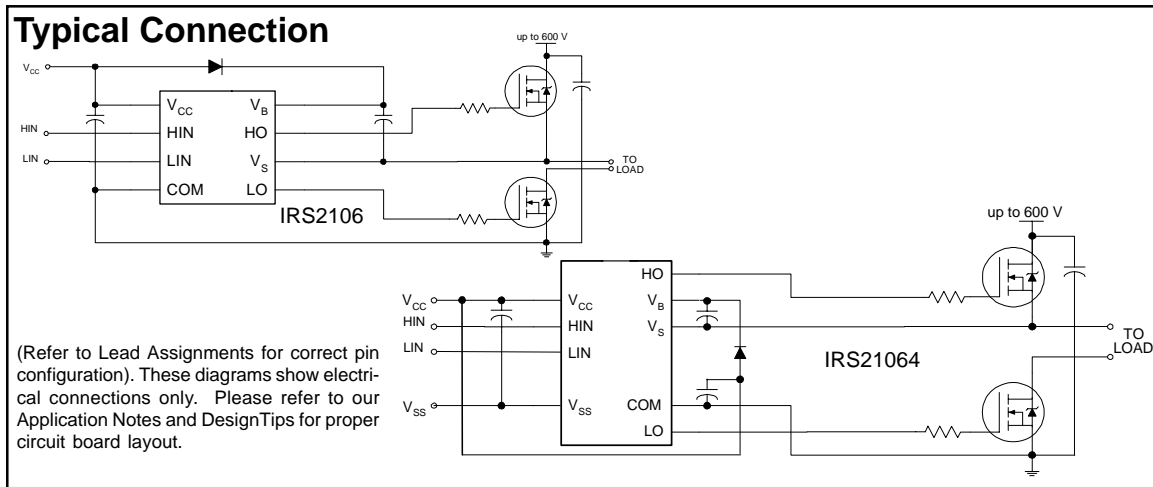 Typical Connection
up to 600 V
VCC
VCC
VB
HIN
HIN
HO
LIN
LIN
VS
TO
LOAD
COM
LO
IRS2106
up to 600 V
HO
VCC
VCC
VB
HIN
HIN
VS
LIN
LIN
TO
LOAD
IRS21064
VSS
VSS
COM
LO
(Refer to Lead Assignments for correct pin
configuration). These diagrams show electri-
cal connections only. Please refer to our
Application Notes and DesignTips for proper
circuit board layout.